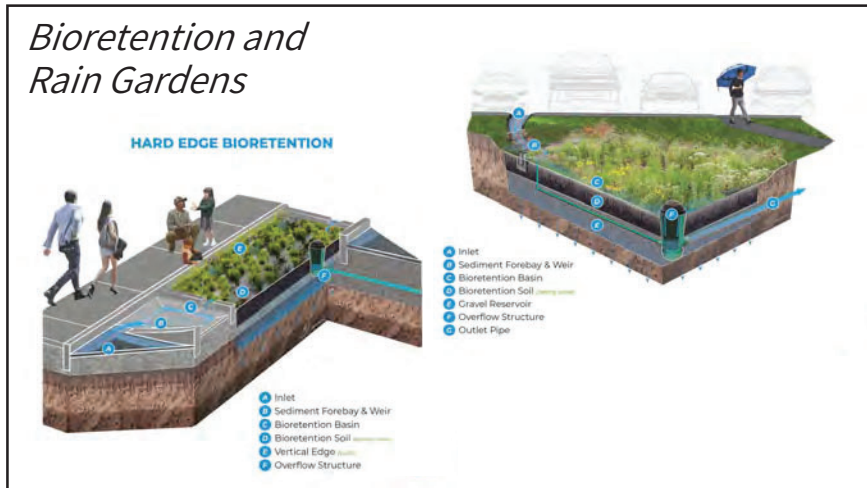 Bioretention and
Rain Gardens
HARD EDGE BIORETENTION
A
B
C
D
E
F
A Inlet
B Sediment Forebay & Weir
C Bioretention Basin
D Bioretention Soil
E Vertical Edge
F Overflow Structure
A
B
C
D
E
F
G
A Inlet
B Sediment Forebay & Weir
C Bioretention Basin
D Bioretention Soil
E Gravel Reservoir
F Overflow Structure
G Outlet Pipe